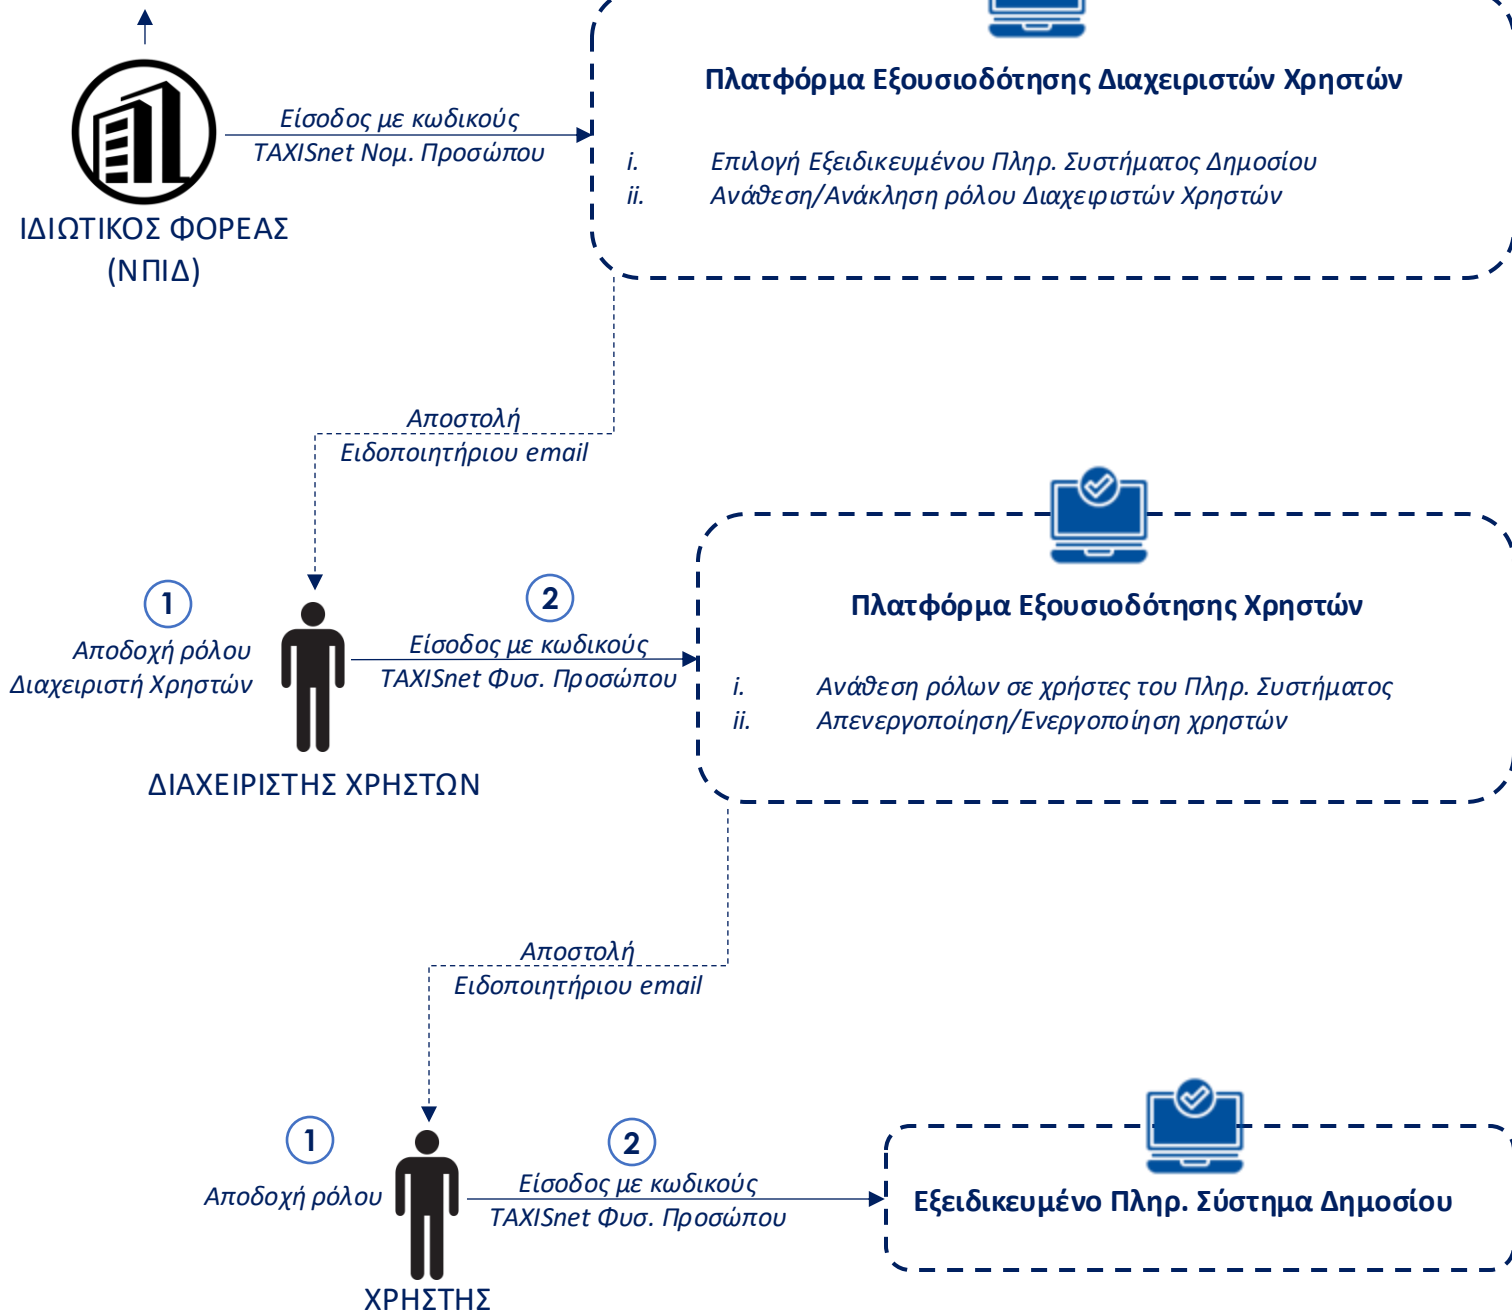 Πλατφόρμα Εξουσιοδότησης Διαχειριστών Χρηστών
Είσοδος με κωδικούς
TAXISnet Νομ. Προσώπου
i. Επιλογή Εξειδικευμένου Πληρ. Συστήματος Δημοσίου
ii. Ανάθεση/Ανάκληση ρόλου Διαχειριστών Χρηστών
ΙΔΙΩΤΙΚΟΣ ΦΟΡΕΑΣ
(ΝΠΙΔ)
Αποστολή
Ειδοποιητήριου email
1
Αποδοχή ρόλου
Διαχειριστή Χρηστών
2
Είσοδος με κωδικούς
TAXISnet Φυσ. Προσώπου
Πλατφόρμα Εξουσιοδότησης Χρηστών
i. Ανάθεση ρόλων σε χρήστες του Πληρ. Συστήματος
ii. Απενεργοποίηση/Ενεργοποίηση χρηστών
ΔΙΑΧΕΙΡΙΣΤΗΣ ΧΡΗΣΤΩΝ
Αποστολή
Ειδοποιητήριου email
1
Αποδοχή ρόλου
2
Είσοδος με κωδικούς
TAXISnet Φυσ. Προσώπου
Εξειδικευμένο Πληρ. Σύστημα Δημοσίου
ΧΡΗΣΤΗΣ